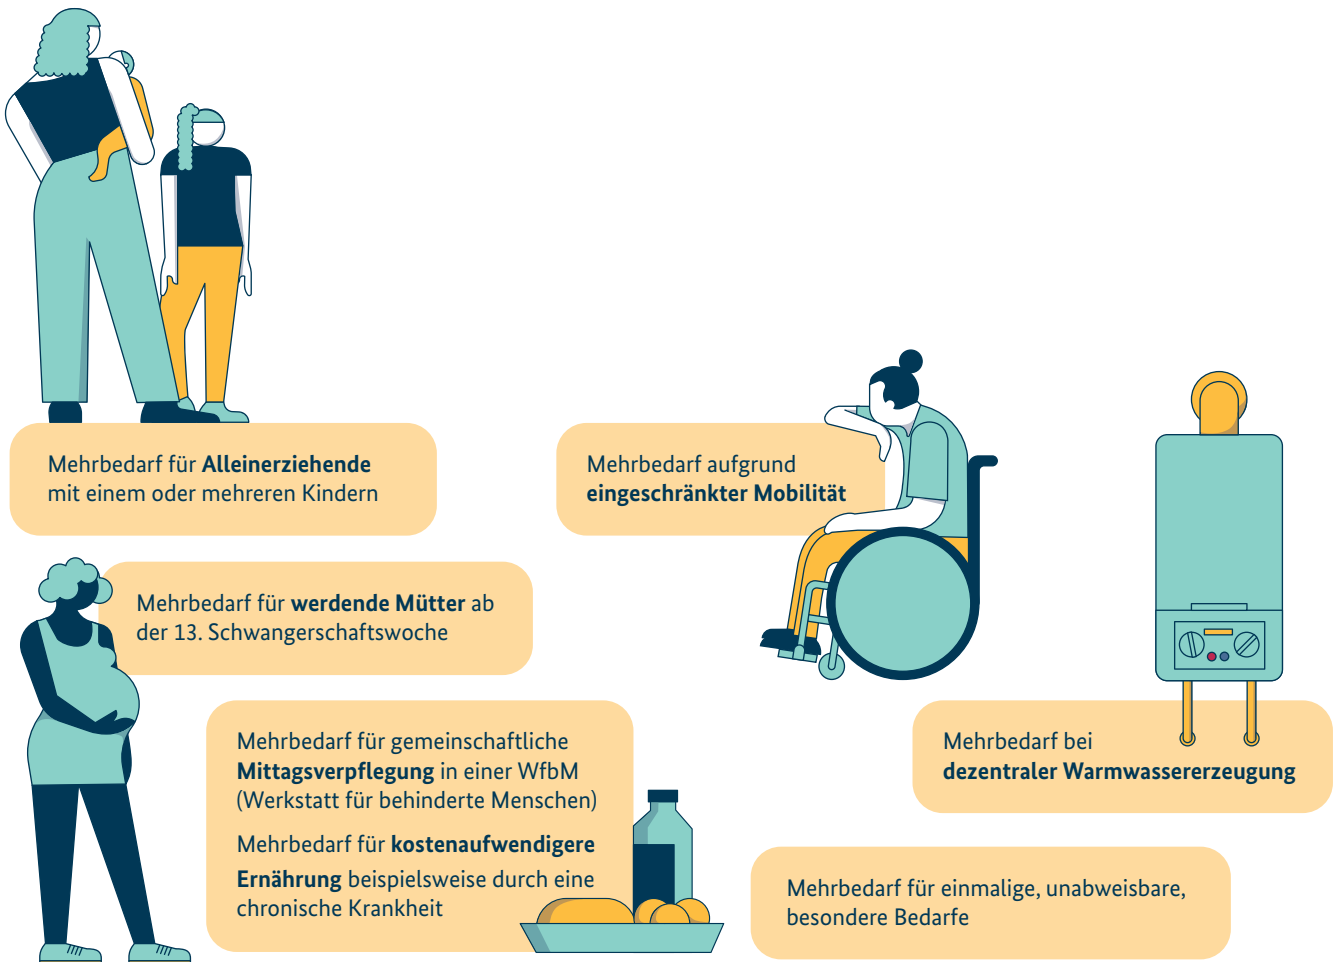 Mehrbedarf für Alleinerziehende
mit einem oder mehreren Kindern
Mehrbedarf aufgrund
eingeschränkter Mobilität
Mehrbedarf für werdende Mütter ab
der 13. Schwangerschaftswoche
Mehrbedarf für gemeinschaftliche
Mittagsverpflegung in einer WfbM
(Werkstatt für behinderte Menschen)
Mehrbedarf für kostenaufwendigere
Ernährung beispielsweise durch eine
chronische Krankheit
Mehrbedarf bei
dezentraler Warmwassererzeugung
Mehrbedarf für einmalige, unabweisbare,
besondere Bedarfe